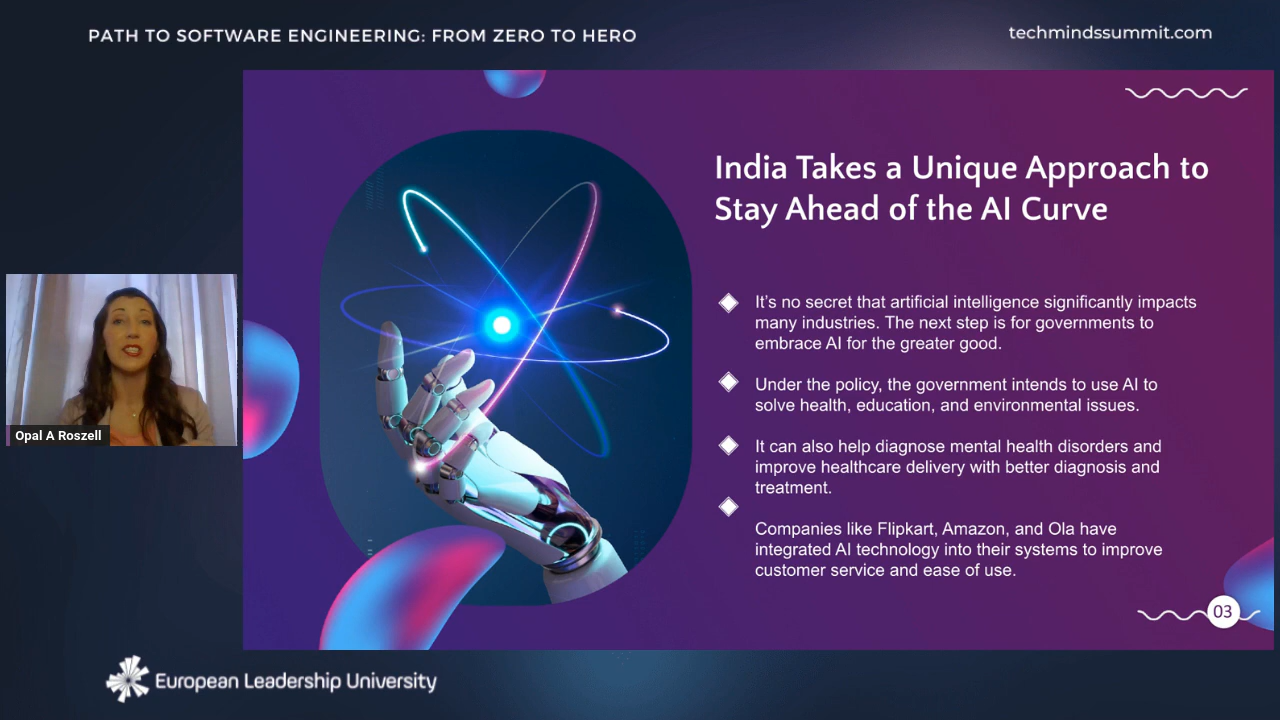 PATH TO SOFTWARE ENGINEERING: FROM ZERO TO HERO
techmindssummit.com
India Takes a Unique Approach to
Stay Ahead of the AI Curve
It's no secret that artificial intelligence significantly impacts
many industries. The next step is for governments to
embrace AI for the greater good.
Under the policy, the government intends to use AI to
solve health, education, and environmental issues.
It can also help diagnose mental health disorders and
improve healthcare delivery with better diagnosis and
treatment.
Companies like Flipkart, Amazon, and Ola have
integrated AI technology into their systems to improve
customer service and ease of use.
03
Opal A Roszell
European Leadership University